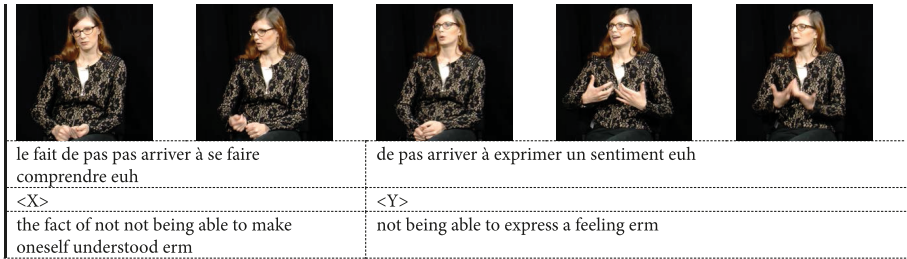 le fait de pas pas arriver à se faire
comprendre euh
de pas arriver à exprimer un sentiment euh
<X>
<Y>
the fact of not not being able to make
oneself understood erm
not being able to express a feeling erm